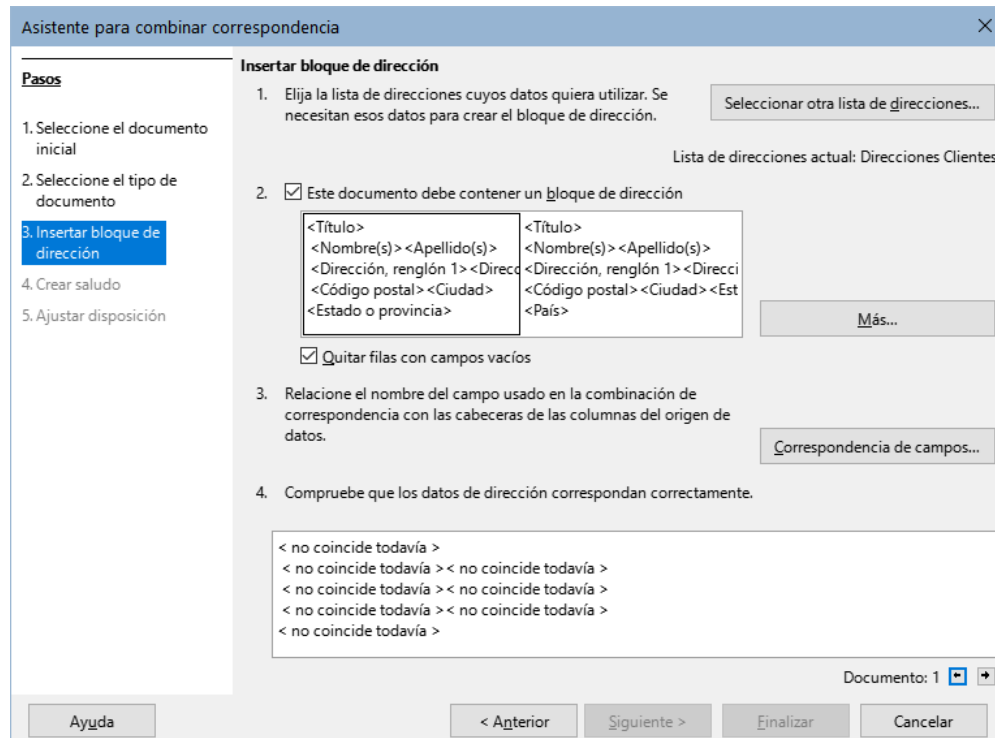 Asistente para combinar correspondencia
Pasos
1. Seleccione el documento
inicial
2. Seleccione el tipo de
documento
3. Insertar bloque de
dirección
4. Crear saludo
5. Ajustar disposición
Insertar bloque de dirección
1. Elija la lista de direcciones cuyos datos quiera utilizar. Se
necesitan esos datos para crear el bloque de dirección.
Seleccionar otra lista de direcciones...
Lista de direcciones actual: Direcciones Clientes
2. Este documento debe contener un bloque de dirección
<Título>
<Nombre(s)><Apellido(s)>
<Dirección, renglón 1><Direcc
<Código postal><Ciudad>
<Estado o provincia>
<Título>
<Nombre(s)><Apellido(s)>
<Dirección, renglón 1><Direcci
<Código postal><Ciudad><Est
<País>
Más...
Quitar filas con campos vacíos
3. Relacione el nombre del campo usado en la combinación de
correspondencia con las cabeceras de las columnas del origen de
datos.
Correspondencia de campos...
4. Compruebe que los datos de dirección correspondan correctamente.
< no coincide todavía >
< no coincide todavía >< no coincide todavía >
< no coincide todavía >< no coincide todavía >
< no coincide todavía >< no coincide todavía >
< no coincide todavía >
Documento: 1
Ayuda
< Anterior
Siguiente >
Finalizar
Cancelar